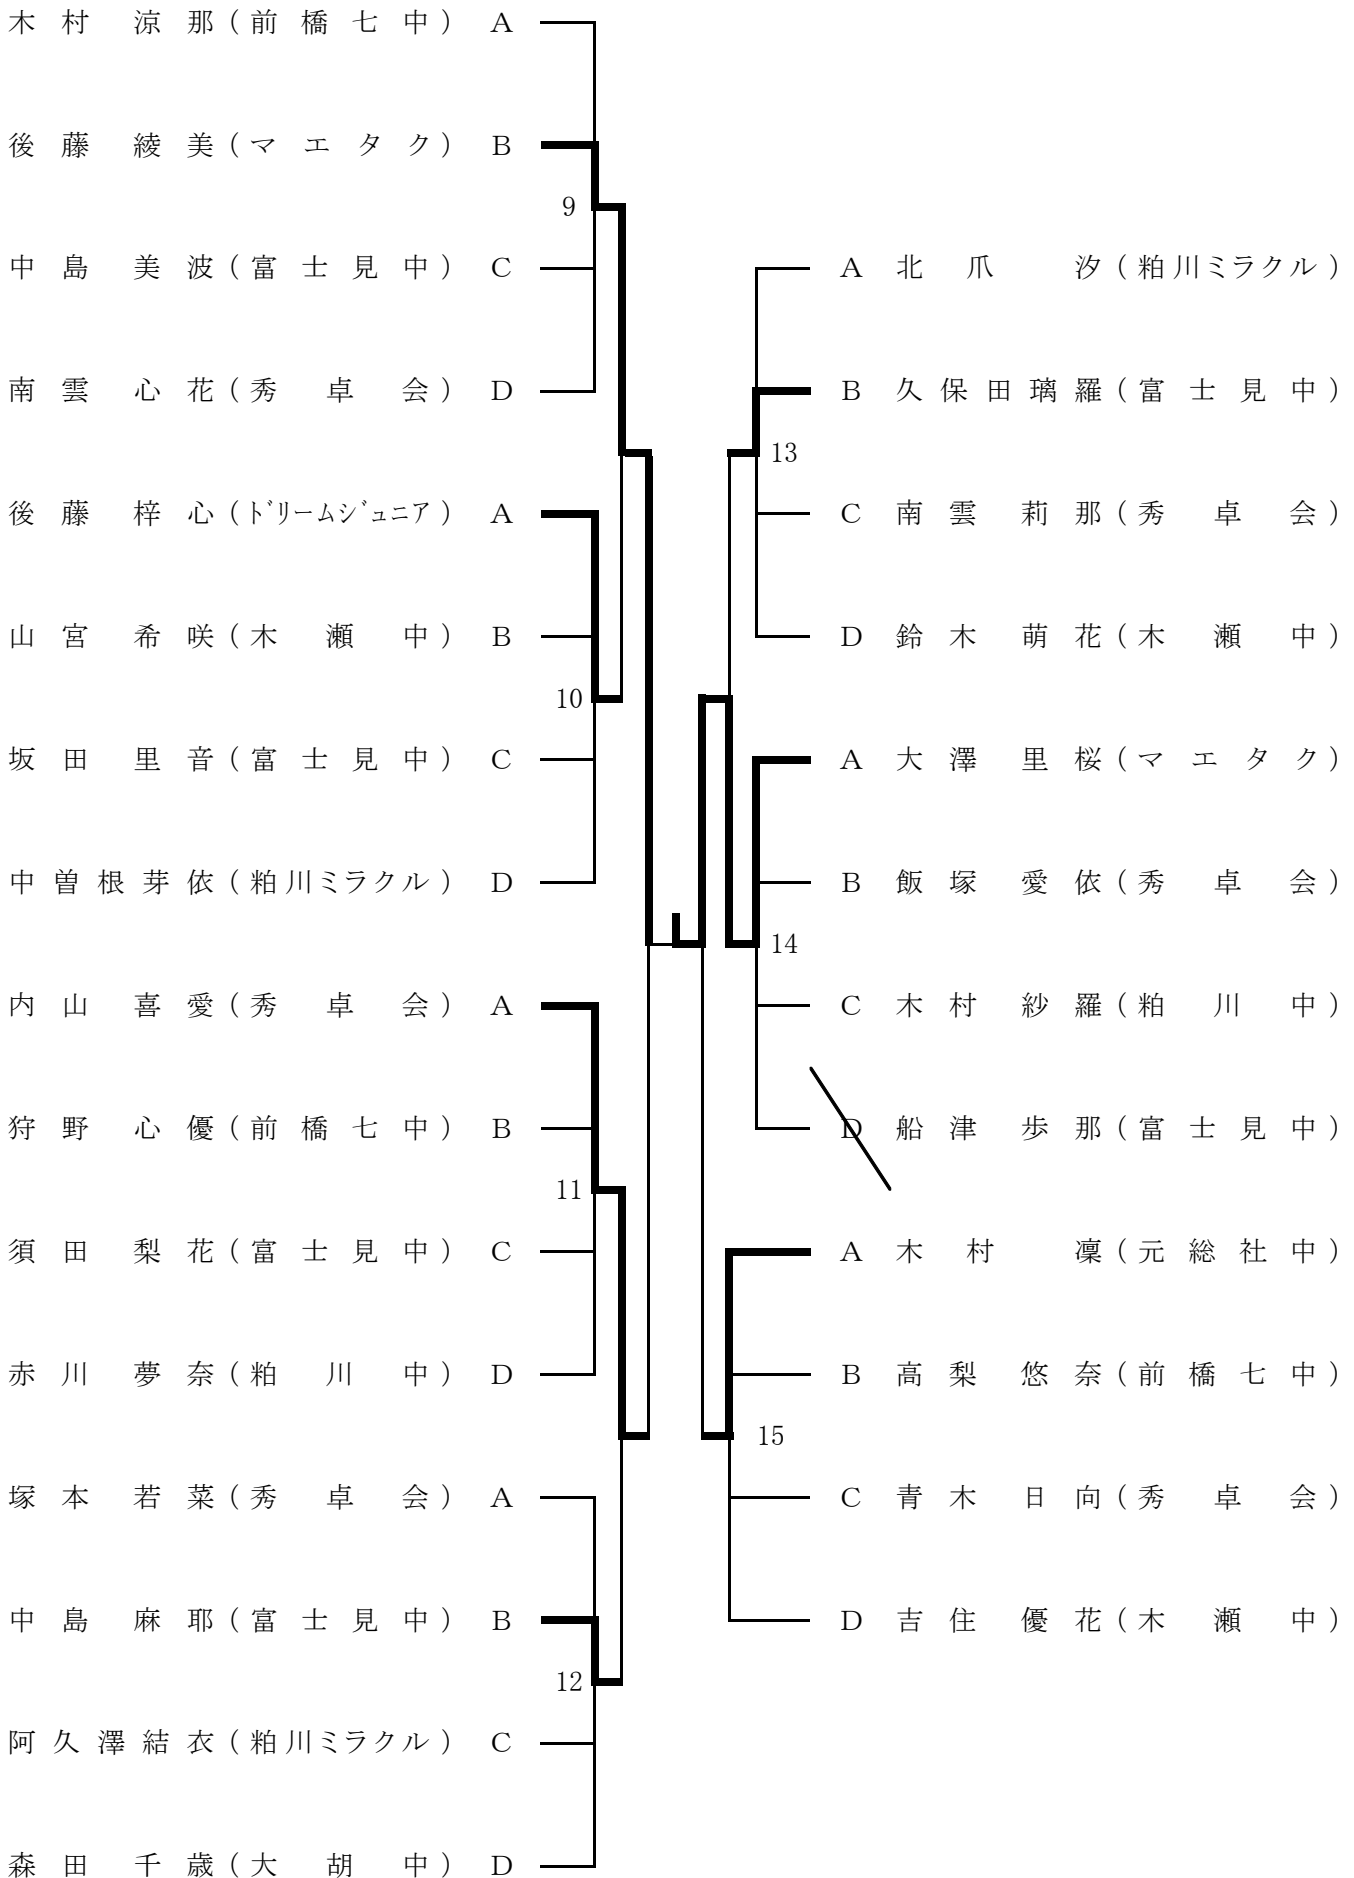 木村 涼那(前橋七中) A
後藤 綾美(マエタク) B
9
中島 美波(富士見中) C
南雲 心花(秀卓会) D
後藤 梓心(ﾄﾞﾘｰﾑｼﾞｭﾆｱ) A
山宮 希咲(木瀬中) B
10
坂田 里音(富士見中) C
中曽根芽依(粕川ミラクル) D
内山 喜愛(秀卓会) A
狩野 心優(前橋七中) B
11
須田 梨花(富士見中) C
赤川 夢奈(粕川中) D
塚本 若菜(秀卓会) A
中島 麻耶(富士見中) B
12
阿久澤結衣(粕川ミラクル) C
森田 千歳(大胡中) D
A 北爪 汐(粕川ミラクル)
B 久保田璃羅(富士見中)
13
C 南雲 莉那(秀卓会)
D 鈴木 萌花(木瀬中)
A 大澤 里桜(マエタク)
B 飯塚 愛依(秀卓会)
14
C 木村 紗羅(粕川中)
D 船津 歩那(富士見中)
A 木村 凜(元総社中)
B 高梨 悠奈(前橋七中)
15
C 青木 日向(秀卓会)
D 吉住 優花(木瀬中)